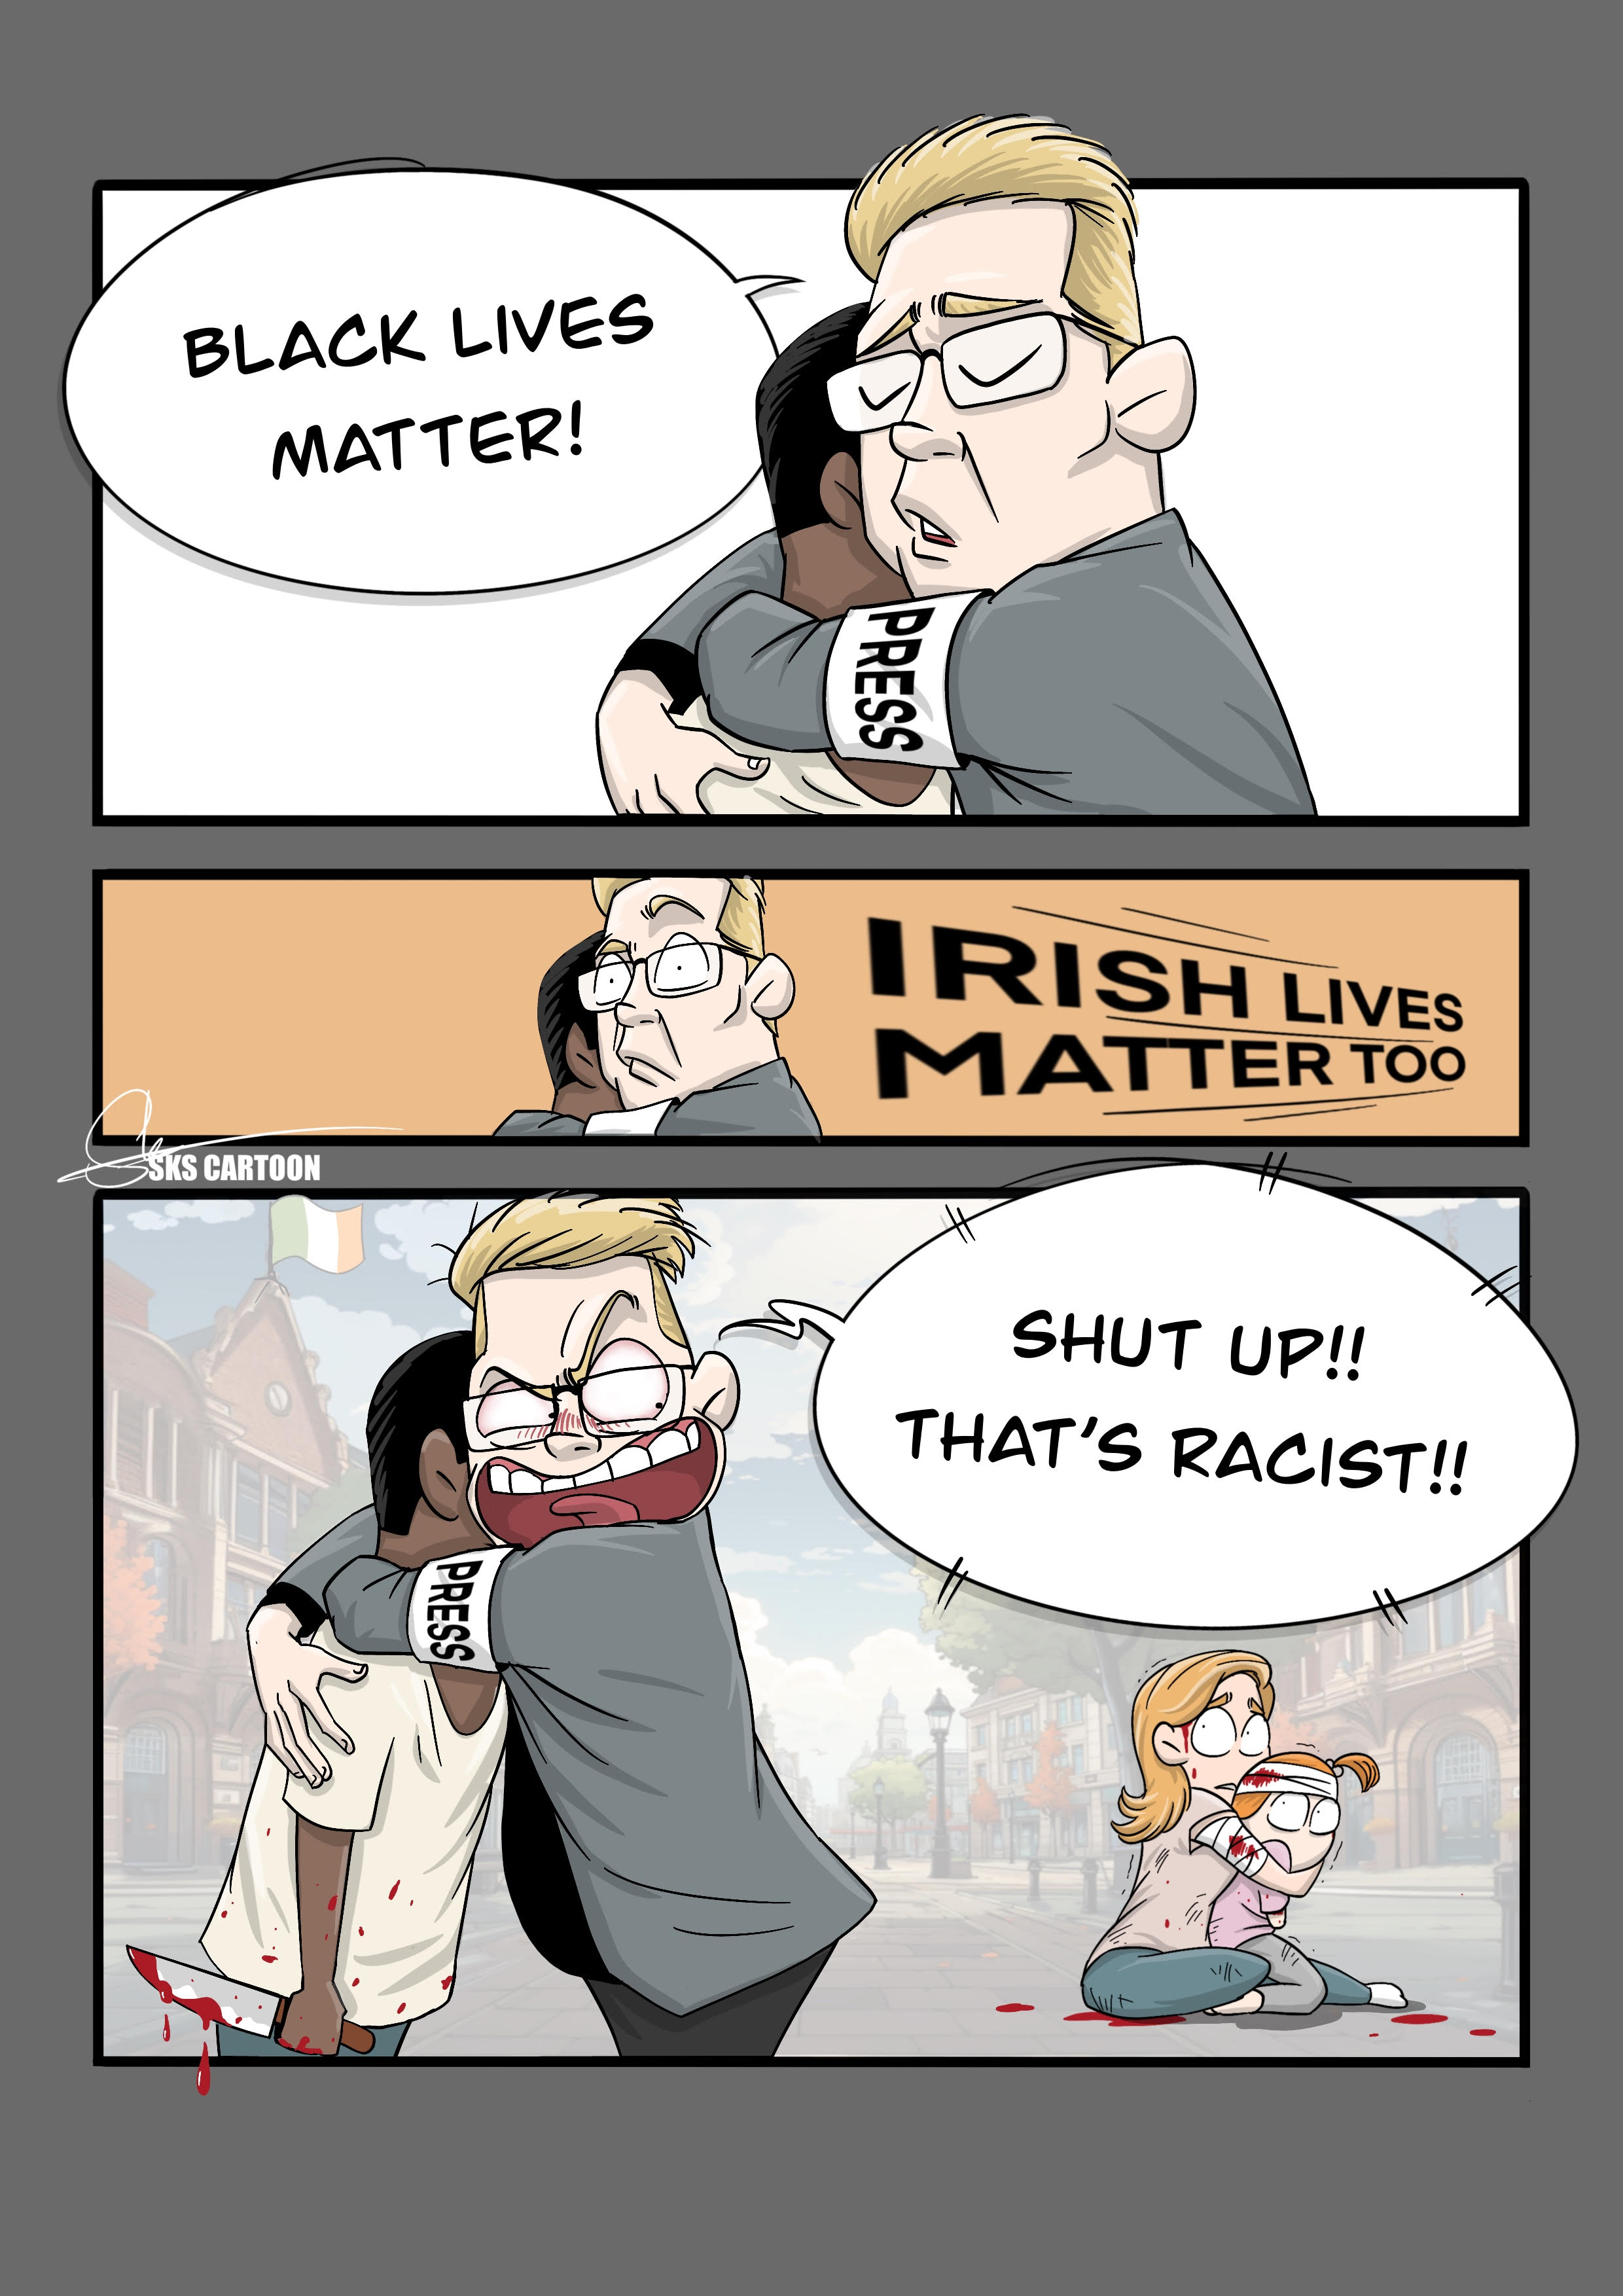 BLACK LIVES
MATTER!
PRESS
IRISH LIVES
MATTER TOO
SKS CARTOON
SHUT UP!!
THAT'S RACIST!!
PRESS